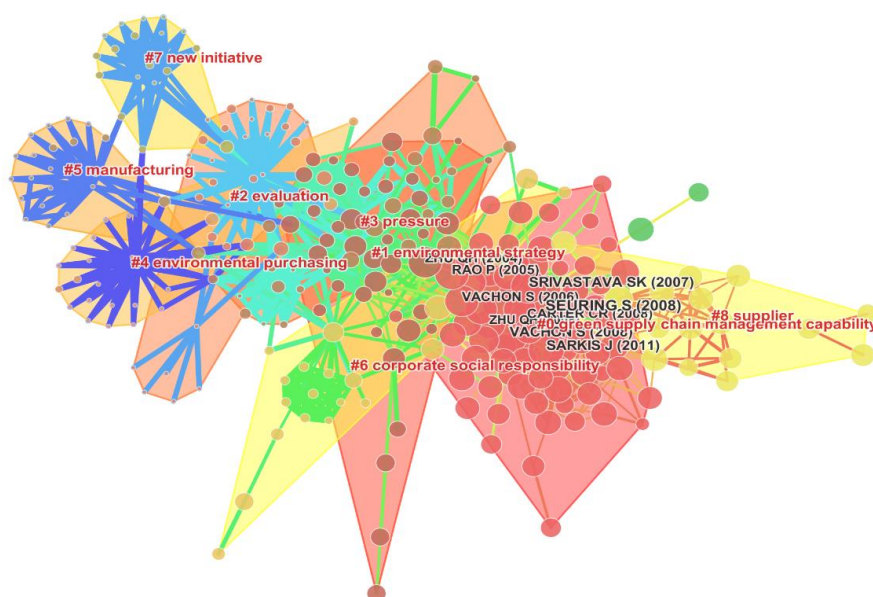 #7 new initiative
#5 manufacturing
#2 evaluation
#3 pressure
#1 environmental strategy
#4 environmental purchasing
RAO P (2005)
SRIVASTAVA SK (2007)
VACHON S (2006)
SEURING S (2008)
CARTER CR (2008)
#8 supplier
#0 green supply chain management capability
VACHON S (2008)
SARKIS J (2011)
#6 corporate social responsibility